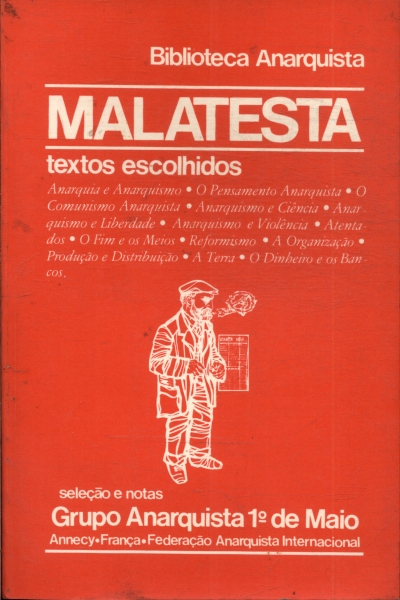 Biblioteca Anarquista
MALATESTA
textos escolhidos
Anarquia e Anarquismo • O Pensamento Anarquista • O
Comunismo Anarquista • Anarquismo e Ciência • Anar-
quismo e Liberdade • Anarquismo e Violência • Atenta-
dos • O Fim e os Meios • Reformismo • A Organização •
Produção e Distribuição • A Terra • O Dinheiro e os Ban-
cos.
seleção e notas
Grupo Anarquista 1º de Maio
Annecy•França•Federação Anarquista Internacional